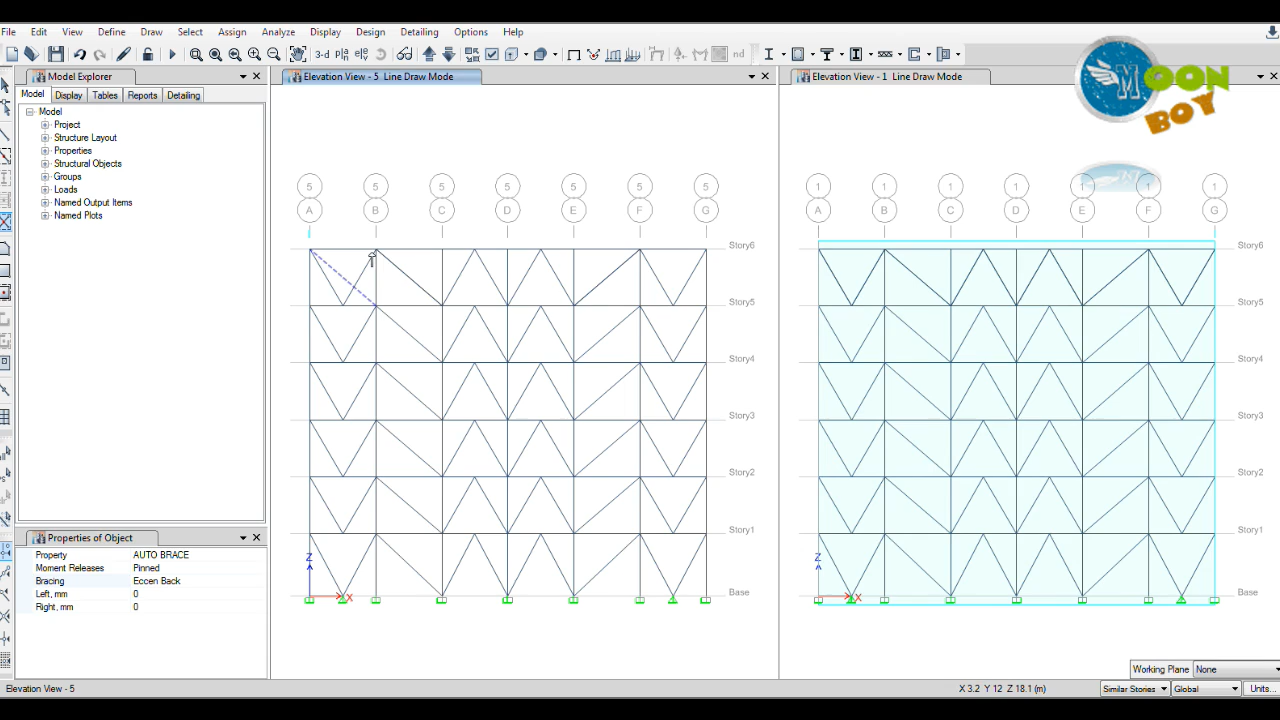 File Edit View Define Draw Select Assign Analyze Display Design Detailing Options Help
3-d pla ele nd
Model Explorer
Model Display Tables Reports Detailing
Model
Project
Structure Layout
Properties
Structural Objects
Groups
Loads
Named Output Items
Named Plots
Properties of Object
Property AUTO BRACE
Moment Releases Pinned
Bracing Eccen Back
Left, mm 0
Right, mm 0
Elevation View - 5 Line Draw Mode
5 5 5 5 5 5 5
A B C D E F G
Story6
Story5
Story4
Story3
Story2
Story1
Base
Z
X
Elevation View - 1 Line Draw Mode
1 1 1 1 1 1 1
A B C D E F G
Story6
Story5
Story4
Story3
Story2
Story1
Base
Z
X
MOON
BOY
Working Plane None
Elevation View - 5 X 3.2 Y 12 Z 18.1 (m) Similar Stories Global Units...